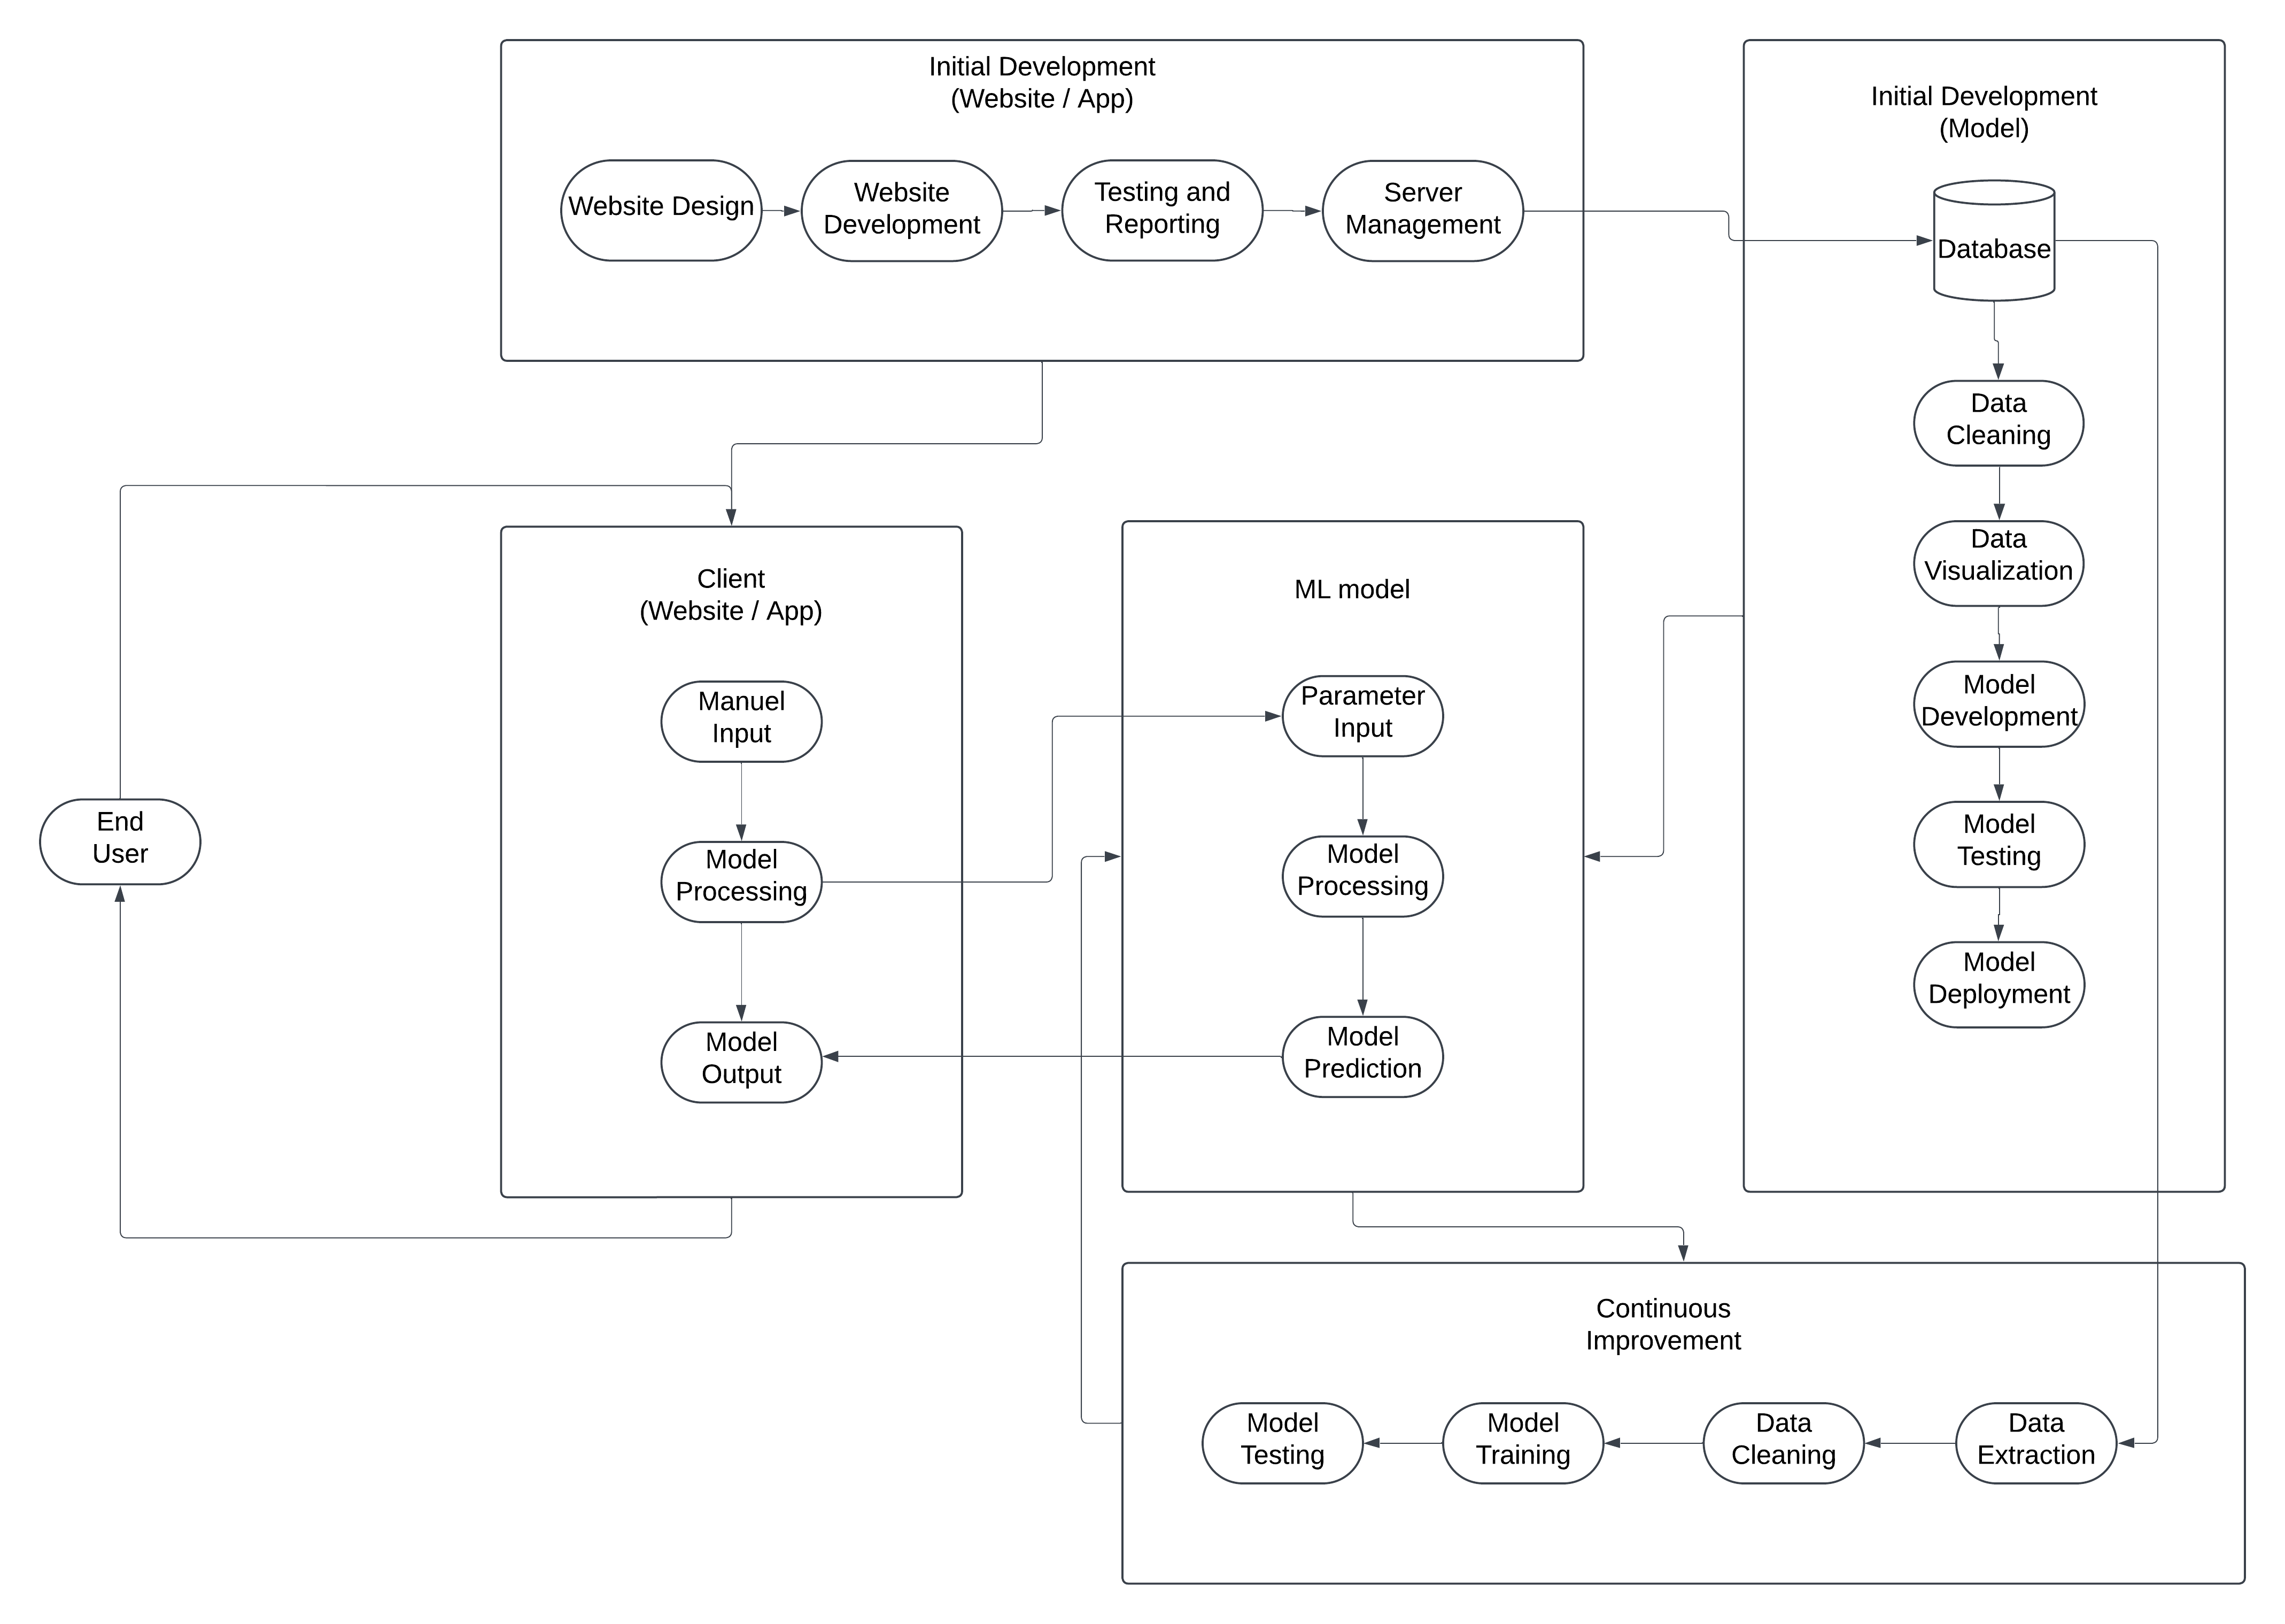 Initial Development
(Website / App)
Website Design
Website
Development
Testing and
Reporting
Server
Management
Initial Development
(Model)
Database
Data
Cleaning
Data
Visualization
Model
Development
Model
Testing
Model
Deployment
End
User
Client
(Website / App)
Manuel
Input
Model
Processing
Model
Output
ML model
Parameter
Input
Model
Processing
Model
Prediction
Continuous
Improvement
Model
Testing
Model
Training
Data
Cleaning
Data
Extraction